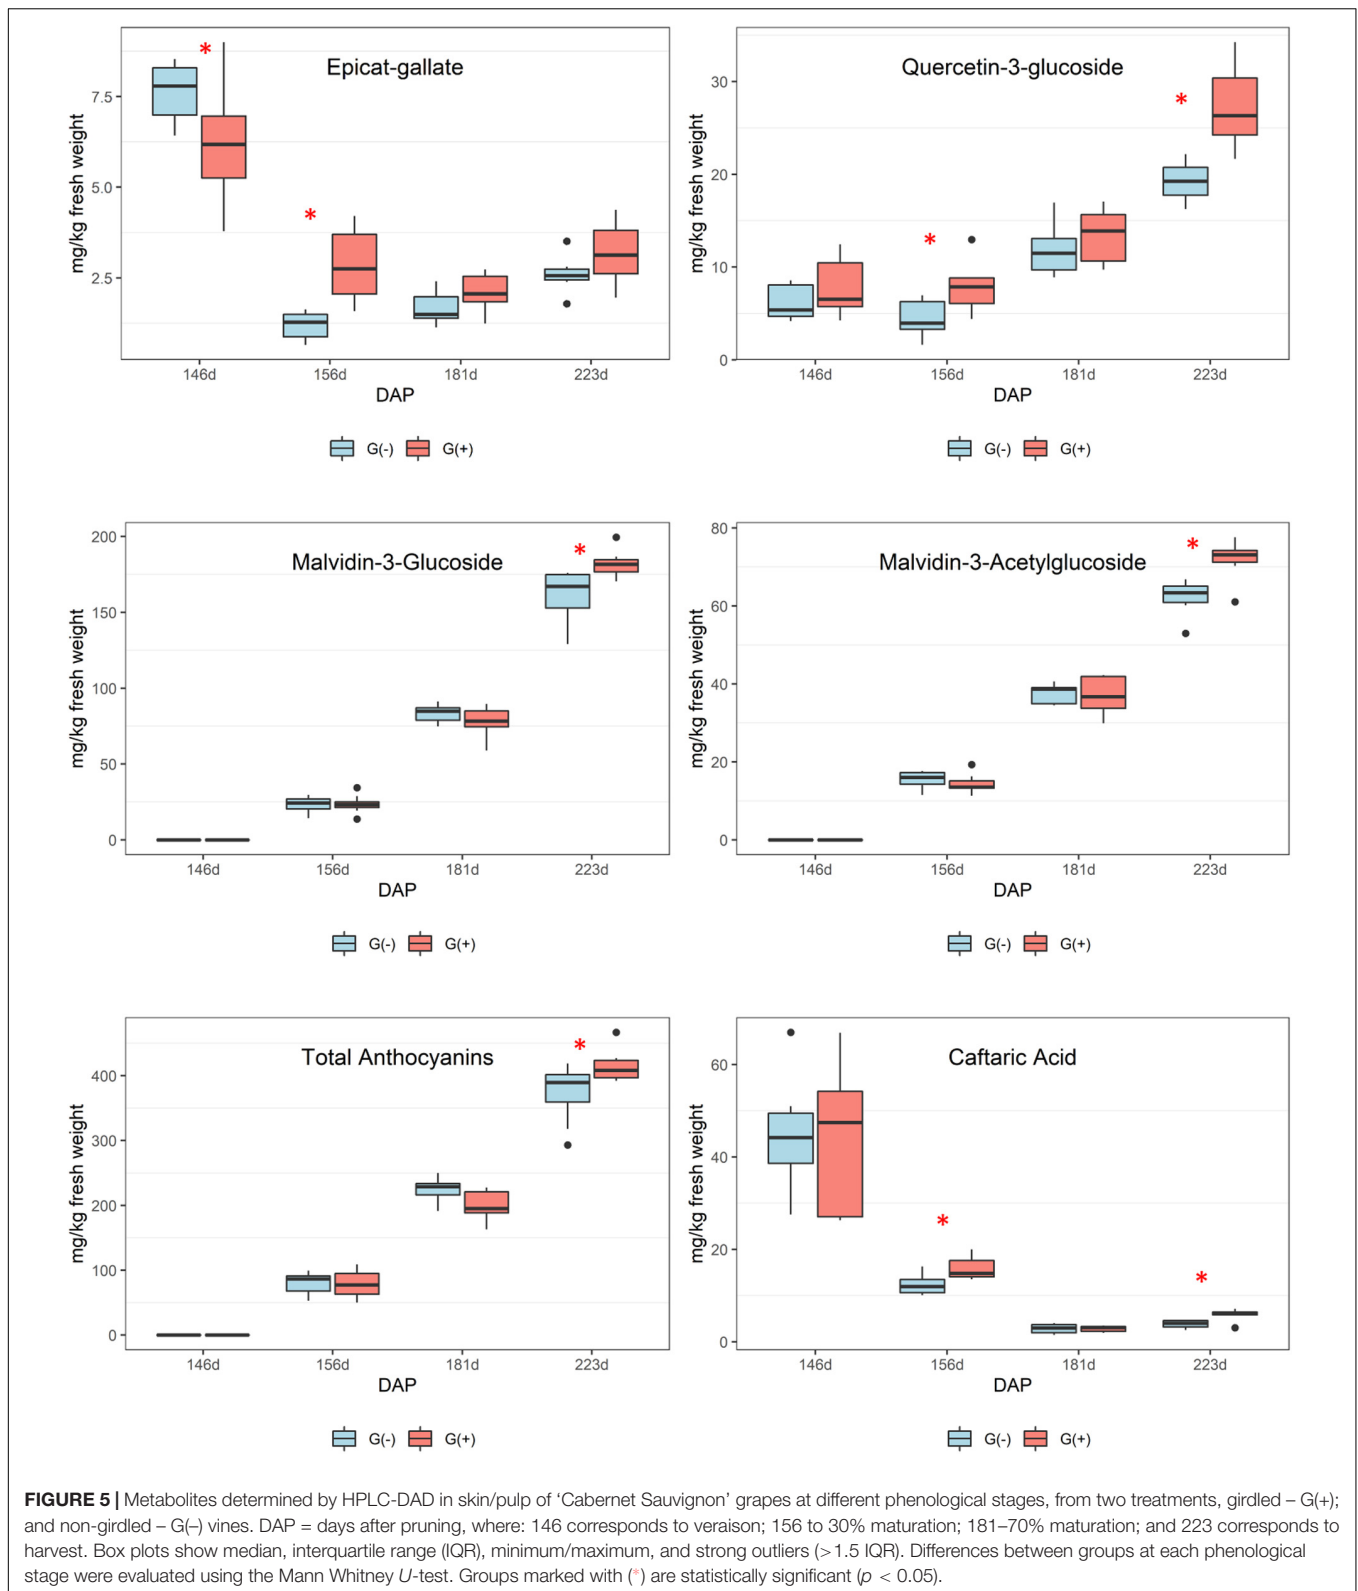 Epicat-gallate
mg/kg fresh weight
7.5
5.0
2.5
*
*
146d 156d 181d 223d
DAP
G(-) G(+)
Quercetin-3-glucoside
mg/kg fresh weight
30
20
10
0
*
*
146d 156d 181d 223d
DAP
G(-) G(+)
Malvidin-3-Glucoside
mg/kg fresh weight
200
150
100
50
0
*
146d 156d 181d 223d
DAP
G(-) G(+)
Malvidin-3-Acetylglucoside
mg/kg fresh weight
80
60
40
20
0
*
146d 156d 181d 223d
DAP
G(-) G(+)
Total Anthocyanins
mg/kg fresh weight
400
300
200
100
0
*
146d 156d 181d 223d
DAP
G(-) G(+)
Caftaric Acid
mg/kg fresh weight
60
40
20
0
*
*
146d 156d 181d 223d
DAP
G(-) G(+)
FIGURE 5 | Metabolites determined by HPLC-DAD in skin/pulp of ‘Cabernet Sauvignon’ grapes at different phenological stages, from two treatments, girdled – G(+);
and non-girdled – G(–) vines. DAP = days after pruning, where: 146 corresponds to veraison; 156 to 30% maturation; 181–70% maturation; and 223 corresponds to
harvest. Box plots show median, interquartile range (IQR), minimum/maximum, and strong outliers (>1.5 IQR). Differences between groups at each phenological
stage were evaluated using the Mann Whitney U-test. Groups marked with (*) are statistically significant (p < 0.05).